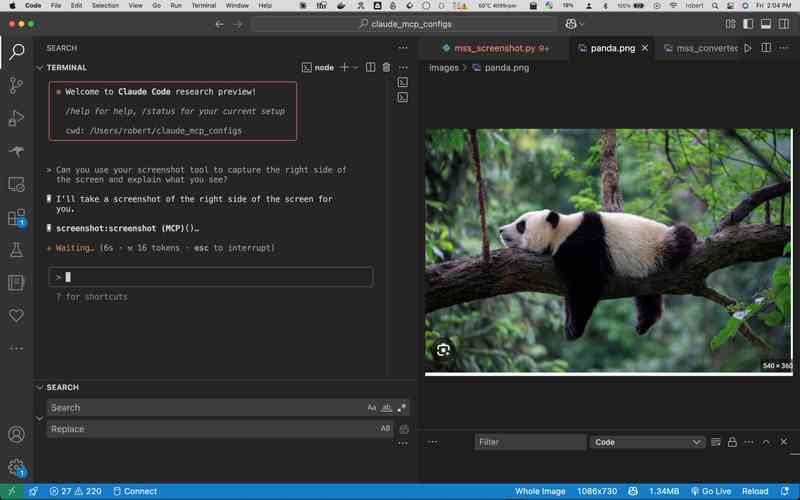 Code File Edit Selection View Go Run Terminal Window Help
60°C 4099rpm 19% 100% robert Fri 2:04 PM
claude_mcp_configs
SEARCH
mss_screenshot.py 9+ panda.png mss_converted
TERMINAL
node
images > panda.png
Welcome to Claude Code research preview!
/help for help, /status for your current setup
cwd: /Users/robert/claude_mcp_configs
> Can you use your screenshot tool to capture the right side of
the screen and explain what you see?
I'll take a screenshot of the right side of the screen for
you.
screenshot:screenshot (MCP)()…
Waiting… (6s · 16 tokens · esc to interrupt)
>
? for shortcuts
540 × 360
SEARCH
Search Aa ab
Replace AB
Filter Code
1
1
27 220 Connect Whole Image 1086x730 1.34MB Go Live Reload